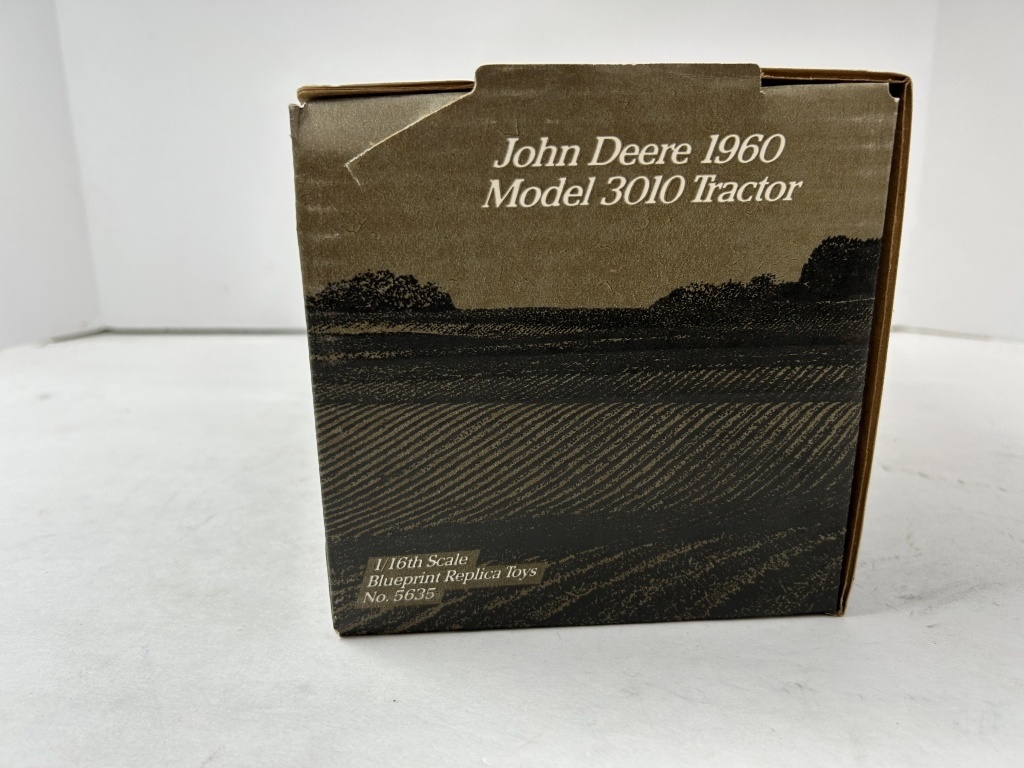 John Deere 1960
Model 3010 Tractor
1/16th Scale
Blueprint Replica Toys
No. 5635